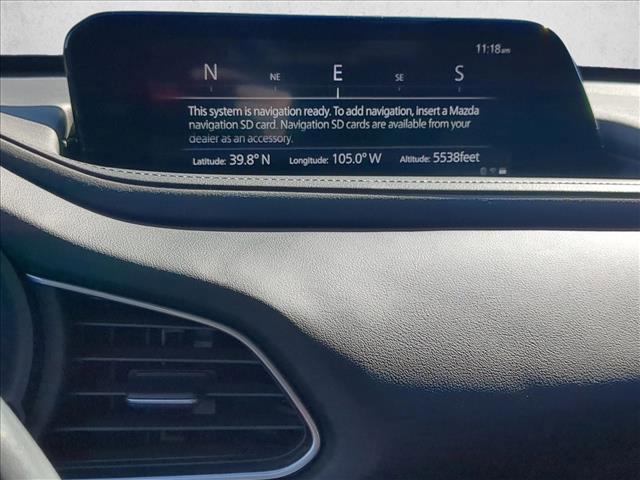 11:18am
N NE E SE S
This system is navigation ready. To add navigation, insert a Mazda
navigation SD card. Navigation SD cards are available from your
dealer as an accessory.
Latitude: 39.8° N Longitude: 105.0° W Altitude: 5538feet